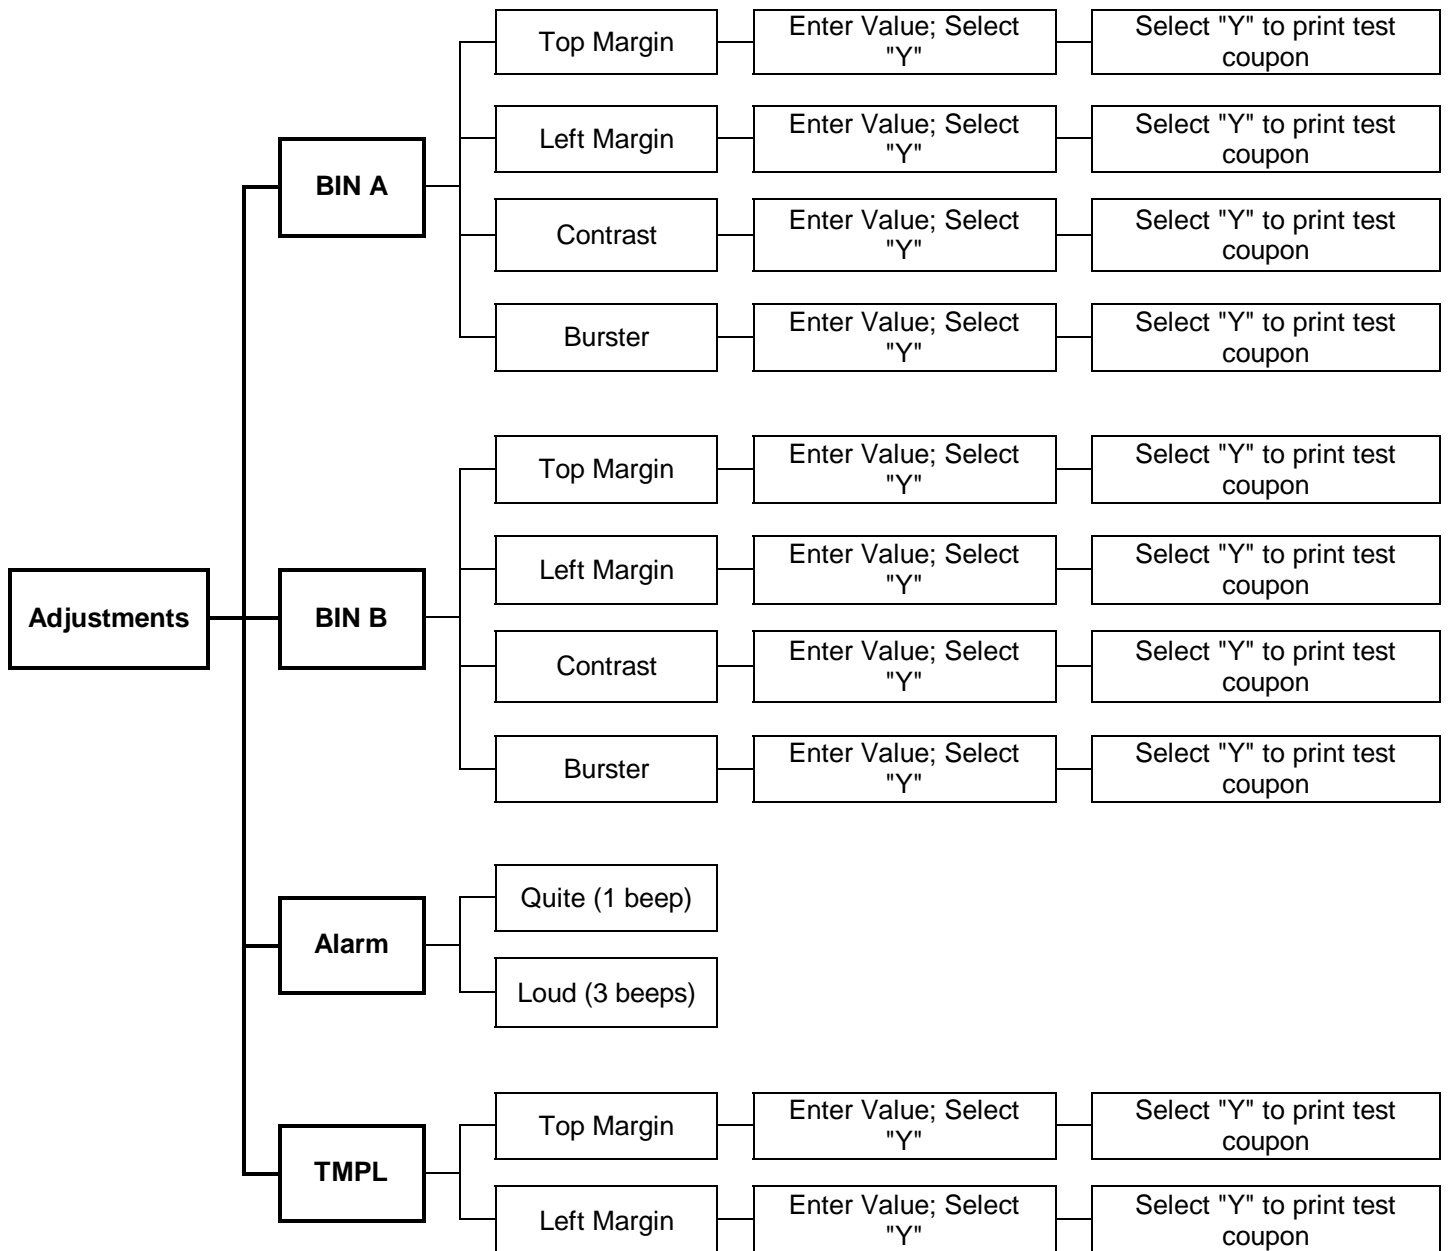 Top Margin
Enter Value; Select
"Y"
Select "Y" to print test
coupon
BIN A
Left Margin
Enter Value; Select
"Y"
Select "Y" to print test
coupon
Contrast
Enter Value; Select
"Y"
Select "Y" to print test
coupon
Burster
Enter Value; Select
"Y"
Select "Y" to print test
coupon
Adjustments
BIN B
Top Margin
Enter Value; Select
"Y"
Select "Y" to print test
coupon
Left Margin
Enter Value; Select
"Y"
Select "Y" to print test
coupon
Contrast
Enter Value; Select
"Y"
Select "Y" to print test
coupon
Burster
Enter Value; Select
"Y"
Select "Y" to print test
coupon
Alarm
Quite (1 beep)
Loud (3 beeps)
TMPL
Top Margin
Enter Value; Select
"Y"
Select "Y" to print test
coupon
Left Margin
Enter Value; Select
"Y"
Select "Y" to print test
coupon